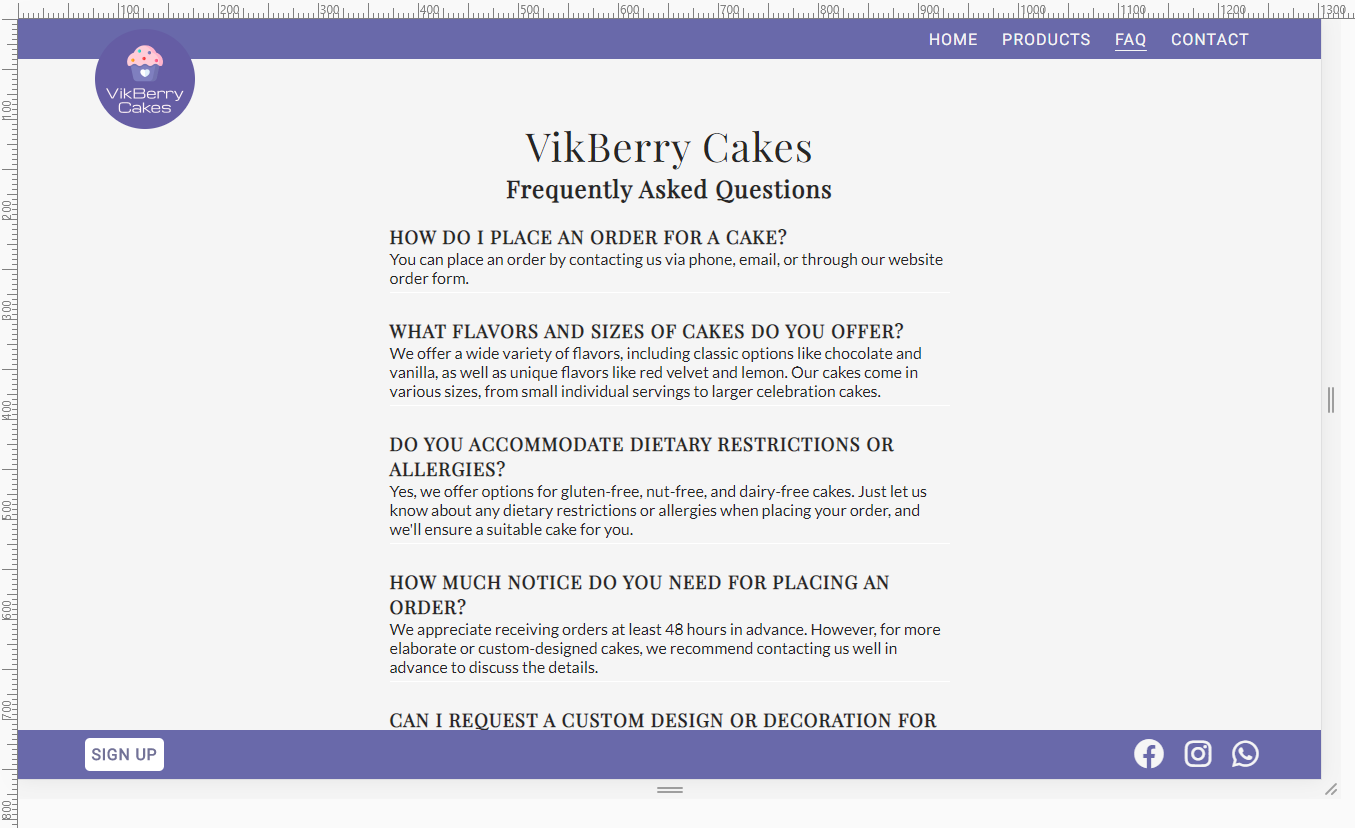 100 200 300 400 500 600 700 800 900 1000 1100 1200 1300
HOME PRODUCTS FAQ CONTACT
VikBerry
Cakes
VikBerry Cakes
Frequently Asked Questions
HOW DO I PLACE AN ORDER FOR A CAKE?
You can place an order by contacting us via phone, email, or through our website
order form.
WHAT FLAVORS AND SIZES OF CAKES DO YOU OFFER?
We offer a wide variety of flavors, including classic options like chocolate and
vanilla, as well as unique flavors like red velvet and lemon. Our cakes come in
various sizes, from small individual servings to larger celebration cakes.
DO YOU ACCOMMODATE DIETARY RESTRICTIONS OR
ALLERGIES?
Yes, we offer options for gluten-free, nut-free, and dairy-free cakes. Just let us
know about any dietary restrictions or allergies when placing your order, and
we'll ensure a suitable cake for you.
HOW MUCH NOTICE DO YOU NEED FOR PLACING AN
ORDER?
We appreciate receiving orders at least 48 hours in advance. However, for more
elaborate or custom-designed cakes, we recommend contacting us well in
advance to discuss the details.
CAN I REQUEST A CUSTOM DESIGN OR DECORATION FOR
SIGN UP
100
200
300
400
500
600
700
800